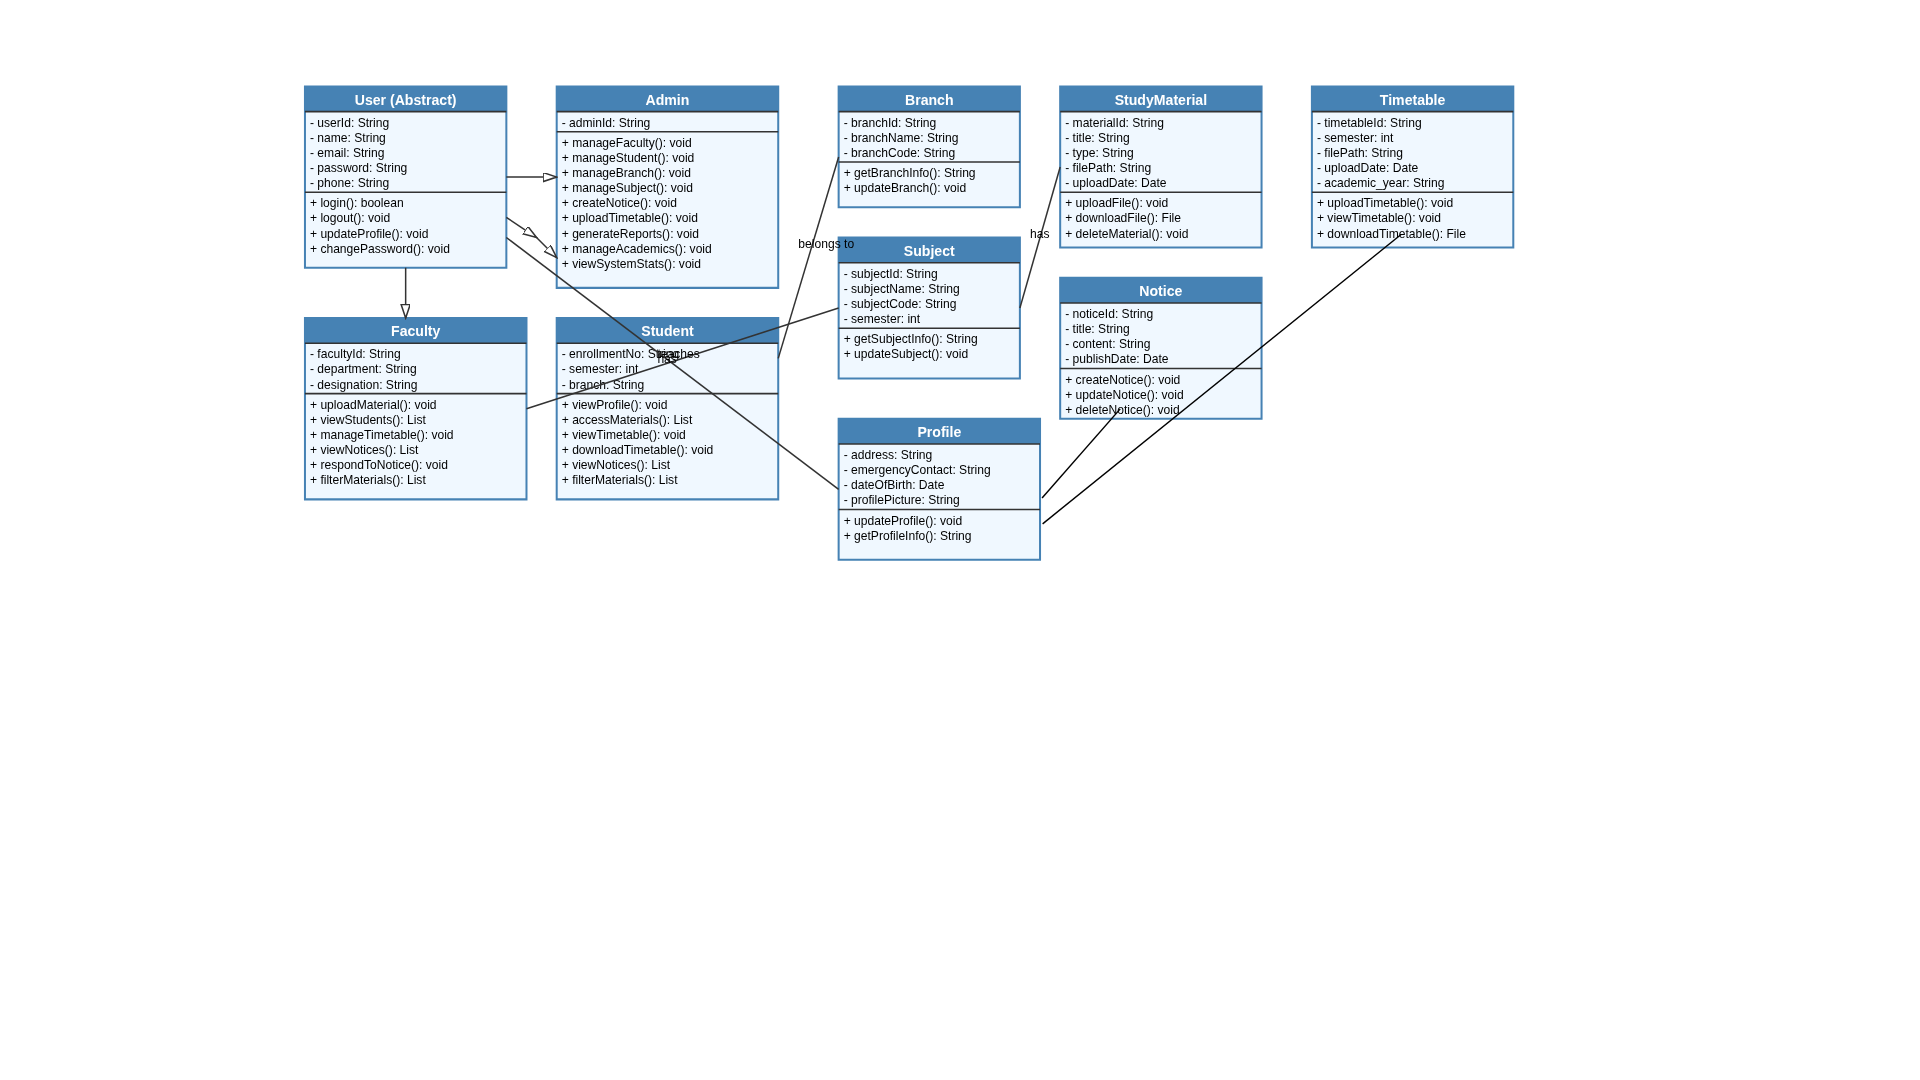 User (Abstract)
- userId: String
- name: String
- email: String
- password: String
- phone: String
+ login(): boolean
+ logout(): void
+ updateProfile(): void
+ changePassword(): void
Admin
- adminId: String
+ manageFaculty(): void
+ manageStudent(): void
+ manageBranch(): void
+ manageSubject(): void
+ createNotice(): void
+ uploadTimetable(): void
+ generateReports(): void
+ manageAcademics(): void
+ viewSystemStats(): void
Branch
- branchId: String
- branchName: String
- branchCode: String
+ getBranchInfo(): String
+ updateBranch(): void
StudyMaterial
- materialId: String
- title: String
- type: String
- filePath: String
- uploadDate: Date
+ uploadFile(): void
+ downloadFile(): File
+ deleteMaterial(): void
Timetable
- timetableId: String
- semester: int
- filePath: String
- uploadDate: Date
- academic_year: String
+ uploadTimetable(): void
+ viewTimetable(): void
+ downloadTimetable(): File
belongs to
has
Subject
- subjectId: String
- subjectName: String
- subjectCode: String
- semester: int
+ getSubjectInfo(): String
+ updateSubject(): void
Notice
- noticeId: String
- title: String
- content: String
- publishDate: Date
+ createNotice(): void
+ updateNotice(): void
+ deleteNotice(): void
Faculty
- facultyId: String
- department: String
- designation: String
+ uploadMaterial(): void
+ viewStudents(): List
+ manageTimetable(): void
+ viewNotices(): List
+ respondToNotice(): void
+ filterMaterials(): List
Student
- enrollmentNo: String
teaches
has
- semester: int
- branch: String
+ viewProfile(): void
+ accessMaterials(): List
+ viewTimetable(): void
+ downloadTimetable(): void
+ viewNotices(): List
+ filterMaterials(): List
Profile
- address: String
- emergencyContact: String
- dateOfBirth: Date
- profilePicture: String
+ updateProfile(): void
+ getProfileInfo(): String